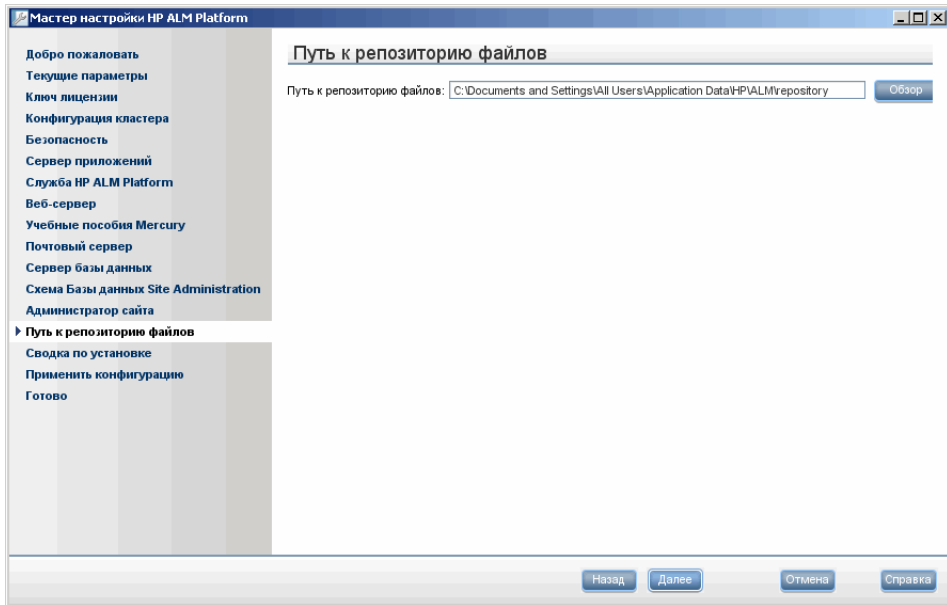 Мастер настройки HP ALM Platform
Добро пожаловать
Текущие параметры
Ключ лицензии
Конфигурация кластера
Безопасность
Сервер приложений
Служба HP ALM Platform
Веб-сервер
Учебные пособия Mercury
Почтовый сервер
Сервер базы данных
Схема Базы данных Site Administration
Администратор сайта
Путь к репозиторию файлов
Сводка по установке
Применить конфигурацию
Готово
Путь к репозиторию файлов
Путь к репозиторию файлов: C:\Documents and Settings\All Users\Application Data\HP\ALM\repository Обзор
Назад Далее Отмена Справка